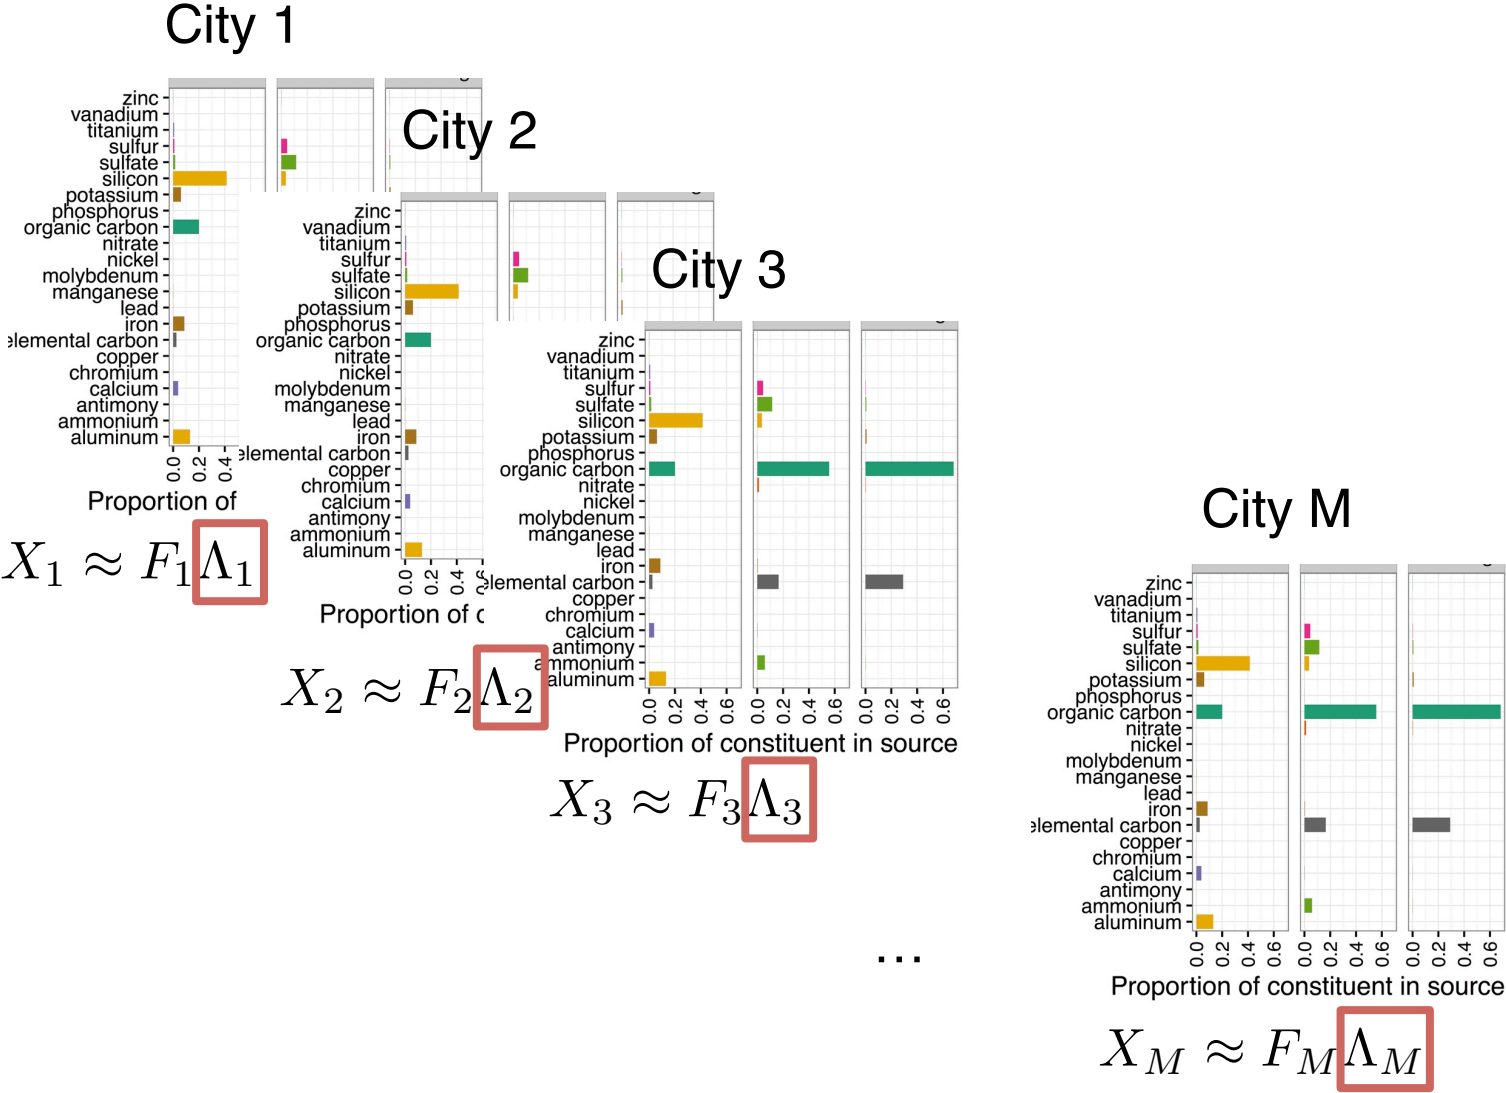 City 1
zinc
vanadium
titanium
sulfur
sulfate
silicon
potassium
phosphorus
organic carbon
nitrate
nickel
molybdenum
manganese
lead
iron
elemental carbon
copper
chromium
calcium
antimony
ammonium
aluminum
0.0 0.2 0.4
Proportion of
X₁ ≈ F₁Λ₁
City 2
zinc
vanadium
titanium
sulfur
sulfate
silicon
potassium
phosphorus
organic carbon
nitrate
nickel
molybdenum
manganese
lead
iron
elemental carbon
copper
chromium
calcium
antimony
ammonium
aluminum
0.0 0.2 0.4
Proportion of
X₂ ≈ F₂Λ₂
City 3
zinc
vanadium
titanium
sulfur
sulfate
silicon
potassium
phosphorus
organic carbon
nitrate
nickel
molybdenum
manganese
lead
iron
elemental carbon
copper
chromium
calcium
antimony
ammonium
aluminum
0.0 0.2 0.4 0.6 0.0 0.2 0.4 0.6 0.0 0.2 0.4 0.6
Proportion of constituent in source
X₃ ≈ F₃Λ₃
...
City M
zinc
vanadium
titanium
sulfur
sulfate
silicon
potassium
phosphorus
organic carbon
nitrate
nickel
molybdenum
manganese
lead
iron
elemental carbon
copper
chromium
calcium
antimony
ammonium
aluminum
0.0 0.2 0.4 0.6 0.0 0.2 0.4 0.6 0.0 0.2 0.4 0.6
Proportion of constituent in source
X_M ≈ F_MΛ_M